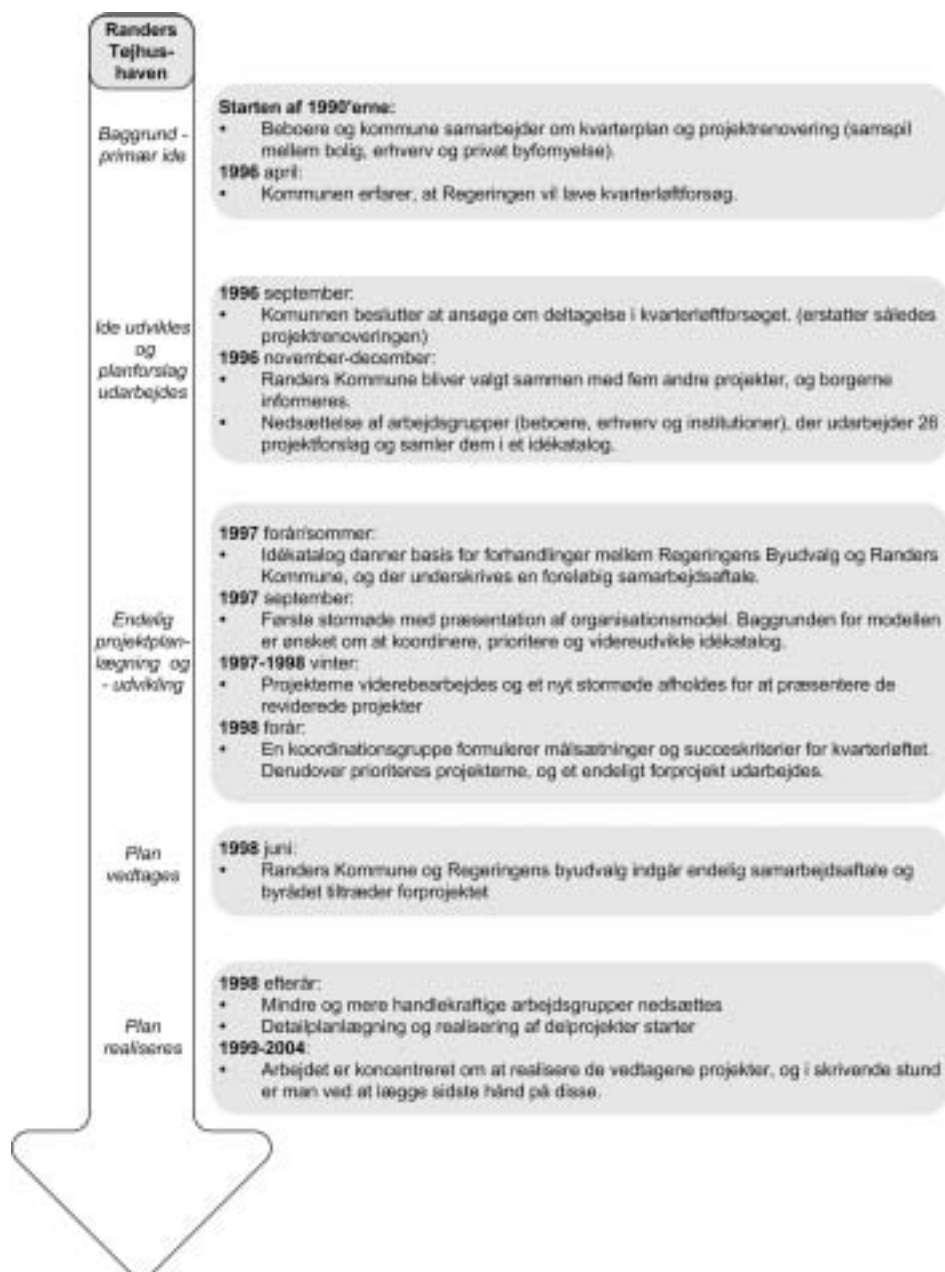 Randers
Tøjhus-
haven
Baggrund -
primær ide
Starten af 1990'erne:
• Beboere og kommune samarbejder om kvarterplan og projektrenovering (samspil
mellem bolig, erhverv og privat byfornyelse).
1996 april:
• Kommunen erfarer, at Regeringen vil lave kvarterløftforsøg.
Ide udvikles
og
planforslag
udarbejdes
1996 september:
• Komunnen beslutter at ansøge om deltagelse i kvarterløftforsøget. (erstatter således
projektrenoveringen)
1996 november-december:
• Randers Kommune bliver valgt sammen med fem andre projekter, og borgerne
informeres.
• Nedsættelse af arbejdsgrupper (beboere, erhverv og institutioner), der udarbejder 26
projektforslag og samler dem i et idékatalog.
Endelig
projektplan-
lægning og
- udvikling
1997 forår/sommer:
• Idékatalog danner basis for forhandlinger mellem Regeringens Byudvalg og Randers
Kommune, og der underskrives en foreløbig samarbejdsaftale.
1997 september:
• Første stormøde med præsentation af organisationsmodel. Baggrunden for modellen
er ønsket om at koordinere, prioritere og videreudvikle idékatalog.
1997-1998 vinter:
• Projekterne viderebearbejdes og et nyt stormøde afholdes for at præsentere de
reviderede projekter
1998 forår:
• En koordinationsgruppe formulerer målsætninger og succeskriterier for kvarterløftet.
Derudover prioriteres projekterne, og et endeligt forprojekt udarbejdes.
Plan
vedtages
1998 juni:
• Randers Kommune og Regeringens byudvalg indgår endelig samarbejdsaftale og
byrådet tiltræder forprojektet
Plan
realiseres
1998 efterår:
• Mindre og mere handlekraftige arbejdsgrupper nedsættes
• Detailplanlægning og realisering af delprojekter starter
1999-2004:
• Arbejdet er koncentreret om at realisere de vedtagene projekter, og i skrivende stund
er man ved at lægge sidste hånd på disse.